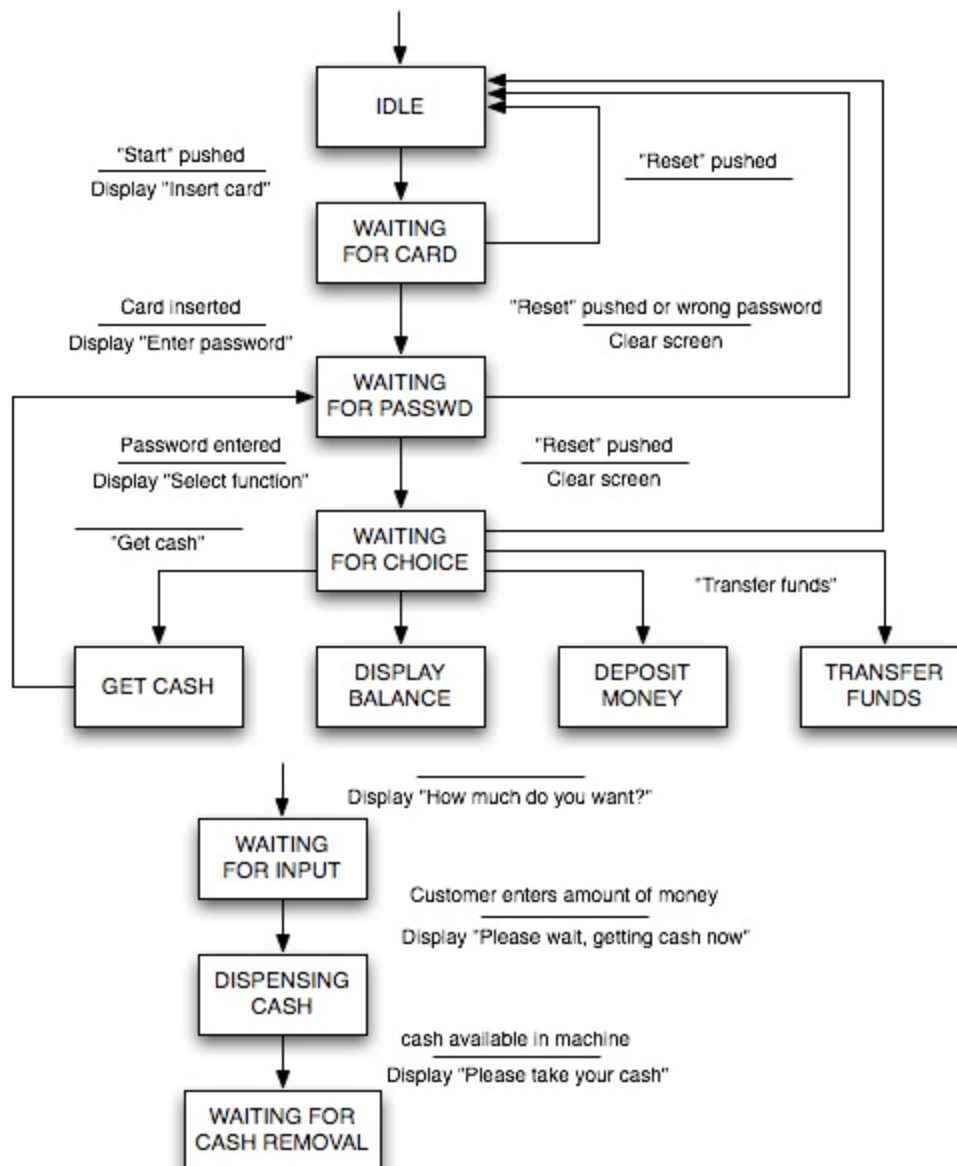 IDLE
"Start" pushed
Display "Insert card"
"Reset" pushed
WAITING
FOR CARD
Card inserted
Display "Enter password"
"Reset" pushed or wrong password
Clear screen
WAITING
FOR PASSWD
Password entered
Display "Select function"
"Reset" pushed
Clear screen
"Get cash"
WAITING
FOR CHOICE
"Transfer funds"
GET CASH
DISPLAY
BALANCE
DEPOSIT
MONEY
TRANSFER
FUNDS
Display "How much do you want?"
WAITING
FOR INPUT
Customer enters amount of money
Display "Please wait, getting cash now"
DISPENSING
CASH
cash available in machine
Display "Please take your cash"
WAITING FOR
CASH REMOVAL